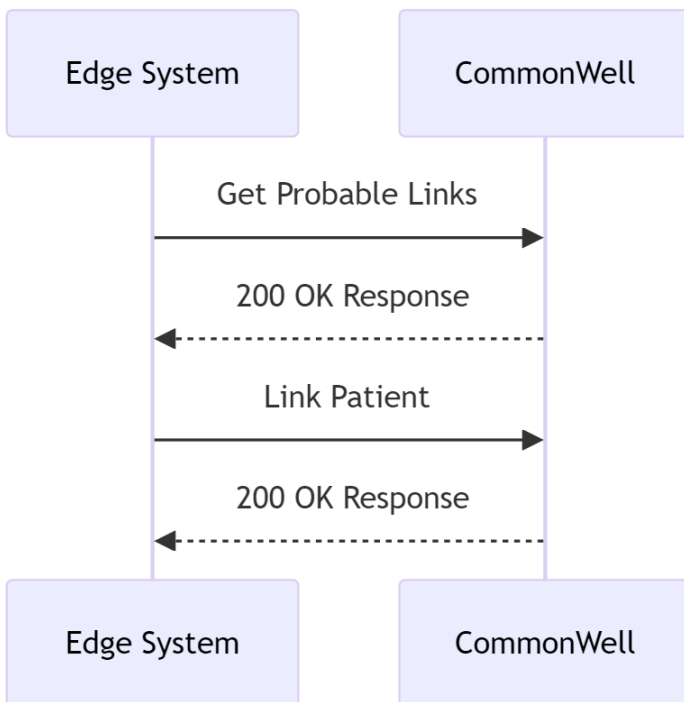 Edge System
CommonWell
Get Probable Links
200 OK Response
Link Patient
200 OK Response
Edge System
CommonWell